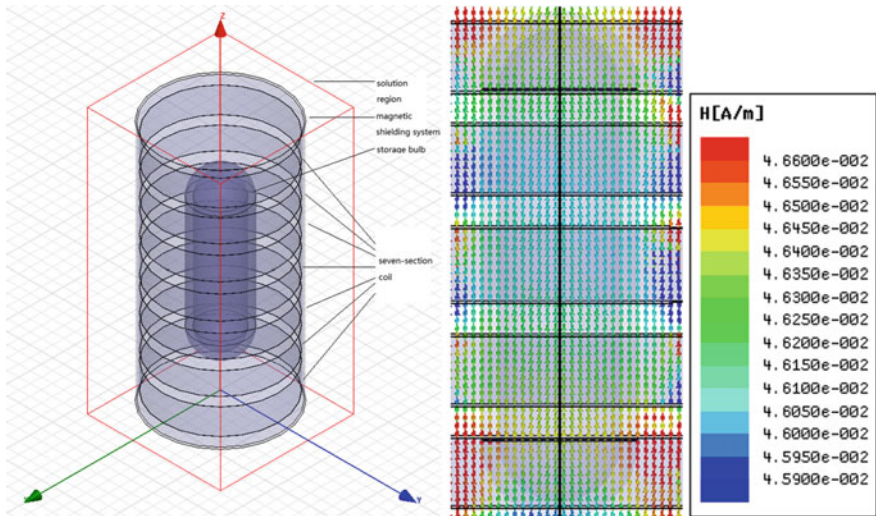 Z
solution
region
magnetic
shielding system
storage bulb
seven-section
coil
Y
H[A/m]
4.6600e-002
4.6550e-002
4.6500e-002
4.6450e-002
4.6400e-002
4.6350e-002
4.6300e-002
4.6250e-002
4.6200e-002
4.6150e-002
4.6100e-002
4.6050e-002
4.6000e-002
4.5950e-002
4.5900e-002